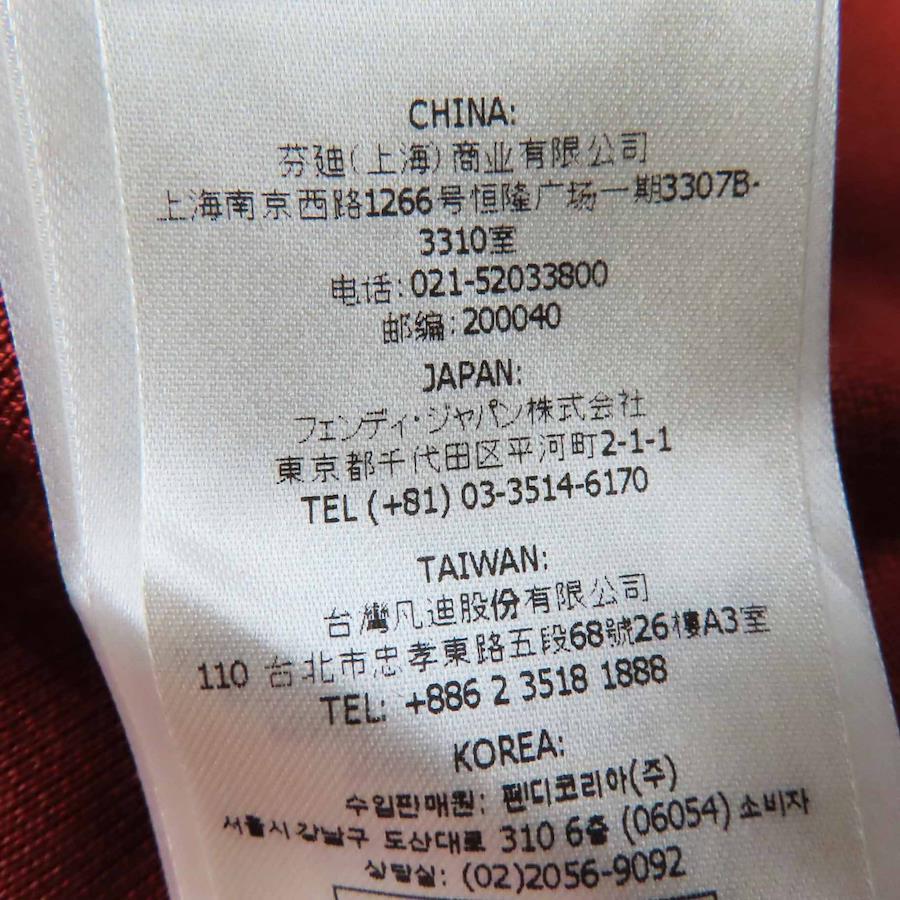 CHINA:
芬迪(上海)商业有限公司
上海南京西路1266号恒隆广场一期3307B-
3310室
电话:021-52033800
邮编:200040
JAPAN:
フェンディ・ジャパン株式会社
東京都千代田区平河町2-1-1
TEL (+81) 03-3514-6170
TAIWAN:
台灣凡迪股份有限公司
110 台北市忠孝東路五段68號26樓A3室
TEL: +886 2 3518 1888
KOREA:
수입판매원: 펜디코리아(주)
서울시 강남구 도산대로 310 6층 (06054) 소비자
상담실: (02)2056-9092